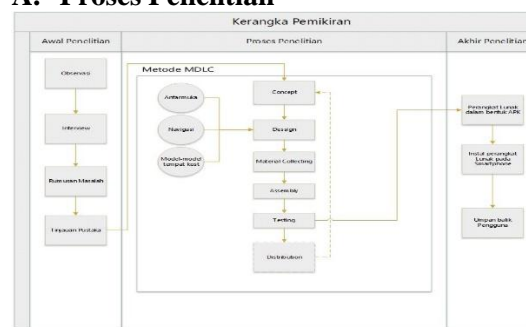 A. Proses Penelitian
Kerangka Pemikiran
Awal Penelitian
Proses Penelitian
Akhir Penelitian
Observasi
Interview
Rumusan Masalah
Tinjauan Pustaka
Metode MDLC
Antarmuka
Navigasi
Model-model
tempat kost
Concept
Dessign
Material Collecting
Assembly
Testing
Distribution
Perangkat Lunak
dalam bentuk APK
Instal perangkat
Lunak pada
Smartphone
Umpan balik
Pengguna